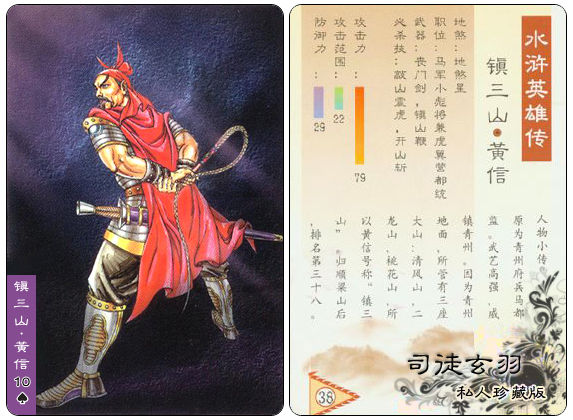 镇三山·黃信
10♠
水浒英雄传
镇三山·黃信
地煞:地煞星
职位:马军小彪将兼虎翼营都统
武器:丧门剑,镇山鞭
必杀技:敲山震虎,开山斩
攻击力:79
攻击范围:22
防御力:29
人物小传
原为青州府兵马都
监。武艺高强,威
镇青州。因为青州
地面,所管有三座
大山:清风山,二
龙山,桃花山,所
以黄信号称“镇三
山”。归顺梁山后
,排名第三十八。
38
司徒玄羽
私人珍藏版